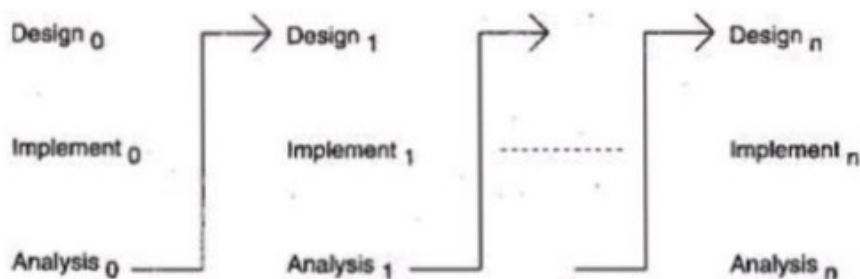 Design 0 Design 1 Design n
Implement 0 Implement 1 Implement n
Analysis 0 Analysis 1 Analysis n